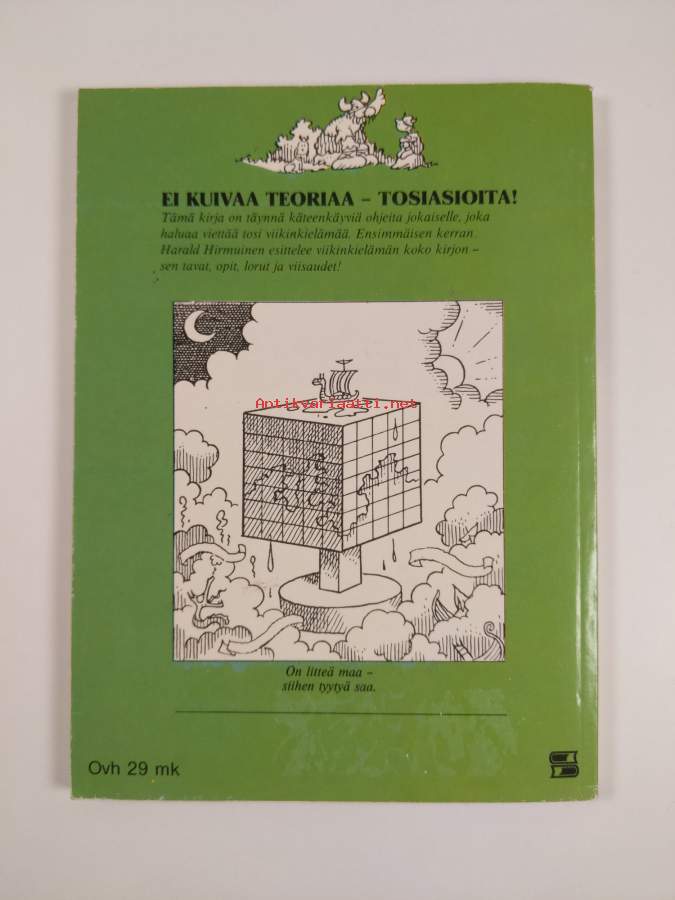 EI KUIVAA TEORIAA – TOSIASIOITA!
Tämä kirja on täynnä käteenkäyviä ohjeita jokaiselle, joka
haluaa viettää tosi viikinkielämää. Ensimmäisen kerran
Harald Hirmuinen esittelee viikinkielämän koko kirjon –
sen tavat, opit, lorut ja viisaudet!
Antikvariaatti.net
On litteä maa –
siihen tyytyä saa.
Ovh 29 mk